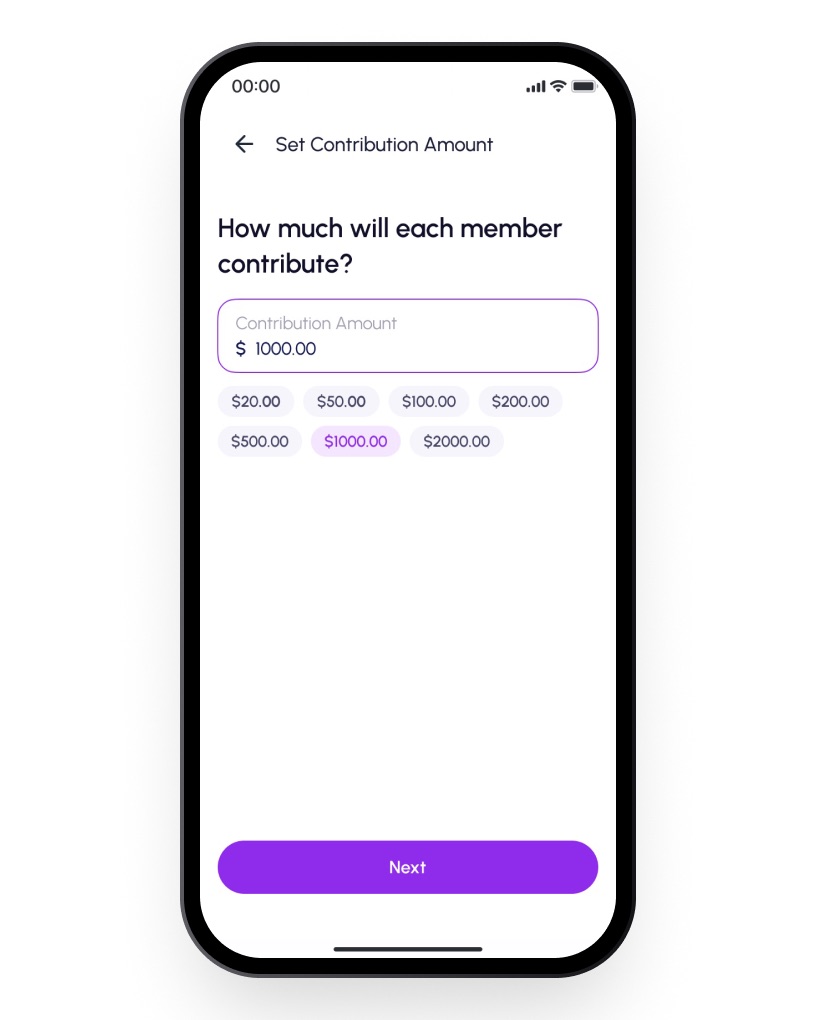 00:00
Set Contribution Amount
How much will each member
contribute?
Contribution Amount
$ 1000.00
$20.00 $50.00 $100.00 $200.00
$500.00 $1000.00 $2000.00
Next